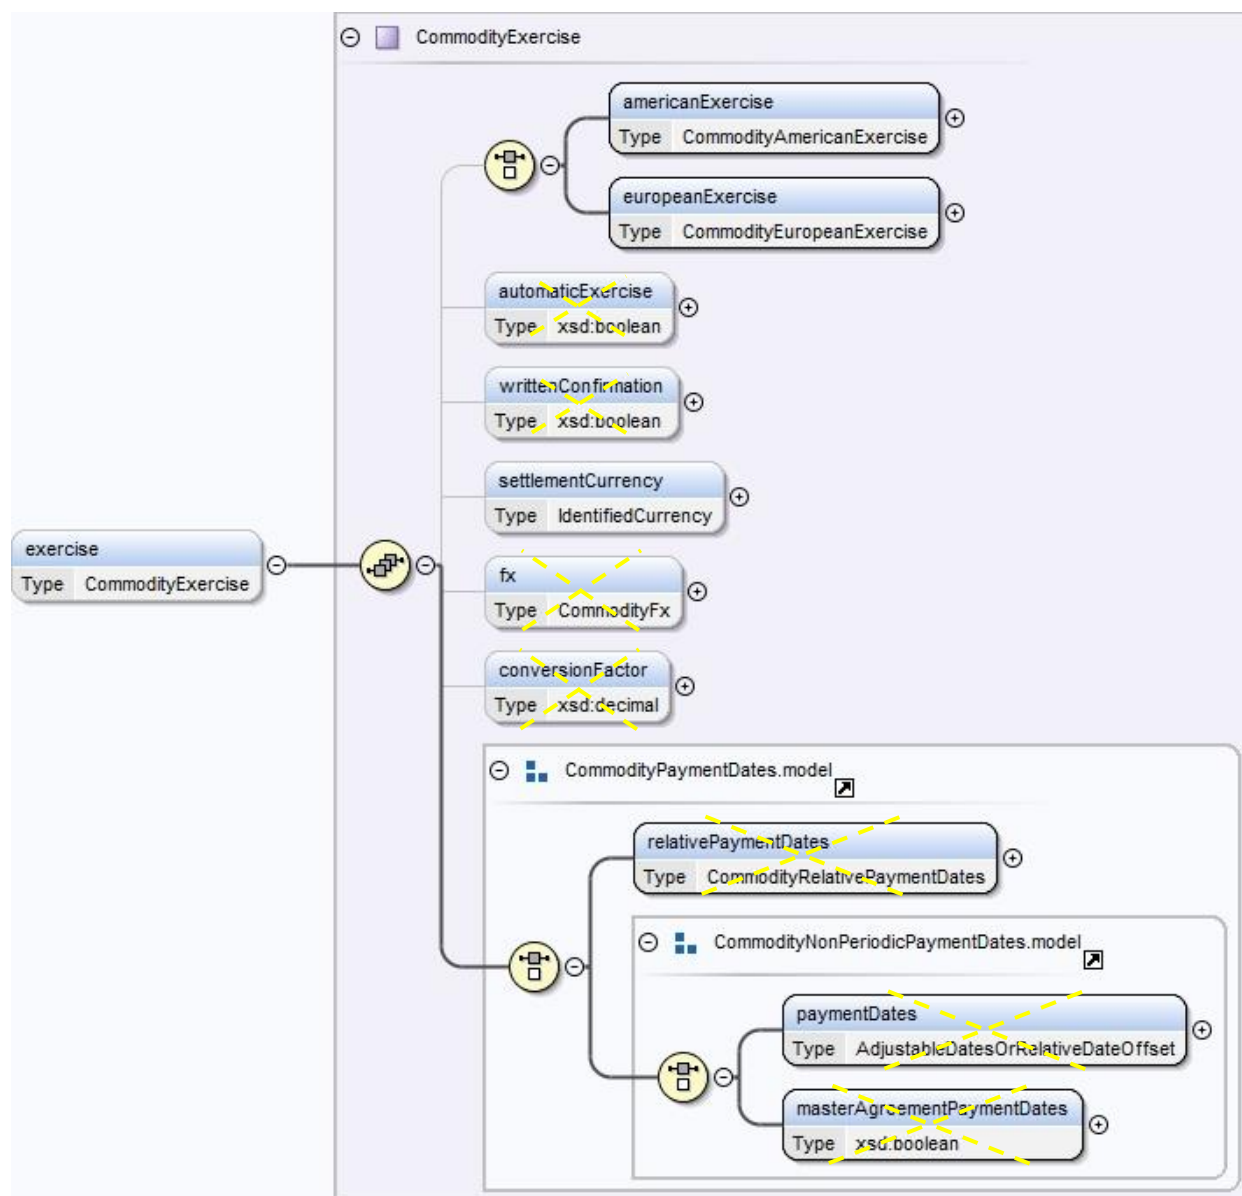 CommodityExercise
americanExercise
Type CommodityAmericanExercise
europeanExercise
Type CommodityEuropeanExercise
automaticExercise
Type xsd:boolean
writtenConfirmation
Type xsd:boolean
settlementCurrency
Type IdentifiedCurrency
exercise
Type CommodityExercise
fx
Type CommodityFx
conversionFactor
Type xsd:decimal
CommodityPaymentDates.model
relativePaymentDates
Type CommodityRelativePaymentDates
CommodityNonPeriodicPaymentDates.model
paymentDates
Type AdjustableDatesOrRelativeDateOffset
masterAgreementPaymentDates
Type xsd:boolean